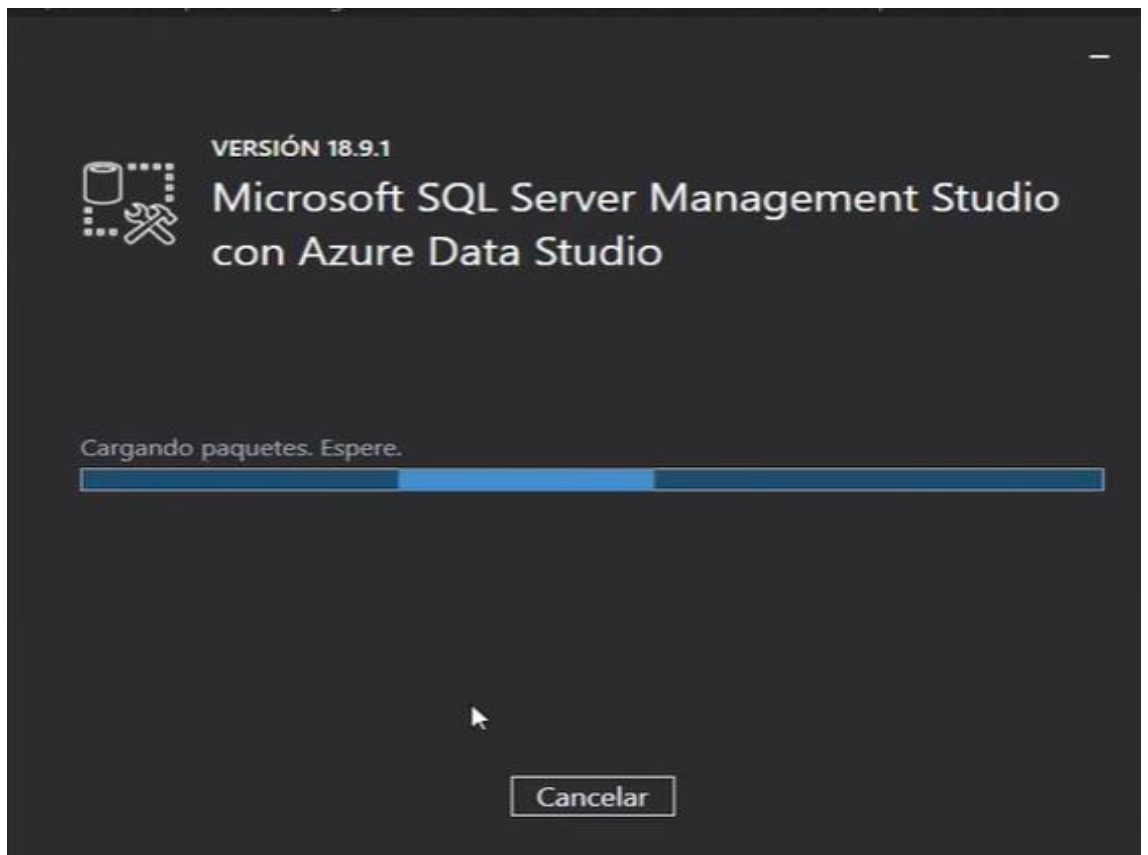 VERSIÓN 18.9.1
Microsoft SQL Server Management Studio
con Azure Data Studio
Cargando paquetes. Espere.
Cancelar